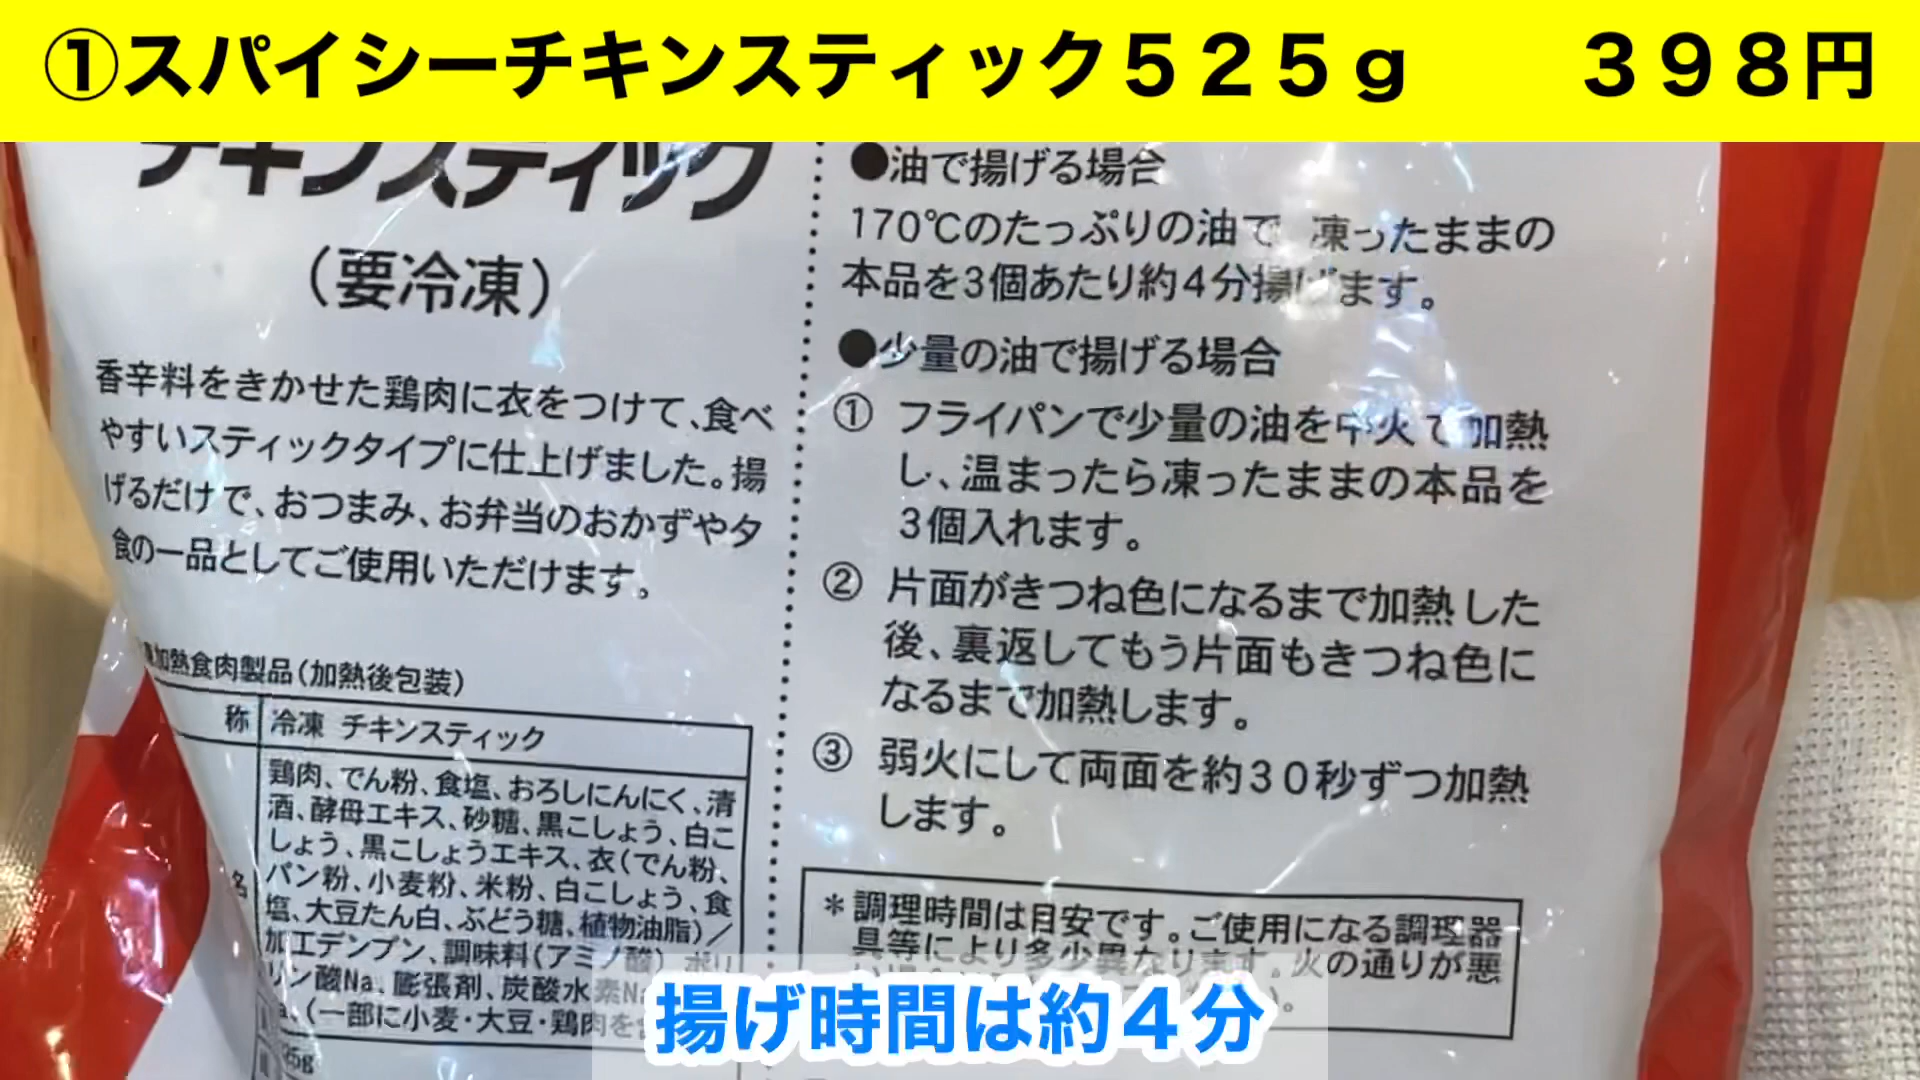 ①スパイシーチキンスティック525g 398円
チキンスティック
(要冷凍)
香辛料をきかせた鶏肉に衣をつけて、食べ
やすいスティックタイプに仕上げました。揚
げるだけで、おつまみ、お弁当のおかずや夕
食の一品としてご使用いただけます。
加熱食肉製品(加熱後包装)
称 冷凍 チキンスティック
名 鶏肉、でん粉、食塩、おろしにんにく、清
酒、酵母エキス、砂糖、黒こしょう、白こ
しょう、黒こしょうエキス、衣(でん粉、
パン粉、小麦粉、米粉、白こしょう、食
塩、大豆たん白、ぶどう糖、植物油脂)/
加工デンプン、調味料(アミノ酸)、ポリ
リン酸Na、膨張剤、炭酸水素
(一部に小麦・大豆・鶏肉を
●油で揚げる場合
170℃のたっぷりの油で 凍ったままの
本品を3個あたり約4分揚げます。
●少量の油で揚げる場合
① フライパンで少量の油を中火で加熱
し、温まったら凍ったままの本品を
3個入れます。
② 片面がきつね色になるまで加熱した
後、裏返してもう片面もきつね色に
なるまで加熱します。
③ 弱火にして両面を約30秒ずつ加熱
します。
*調理時間は目安です。ご使用になる調理器
具等により多少異なります。火の通りが悪
揚げ時間は約4分